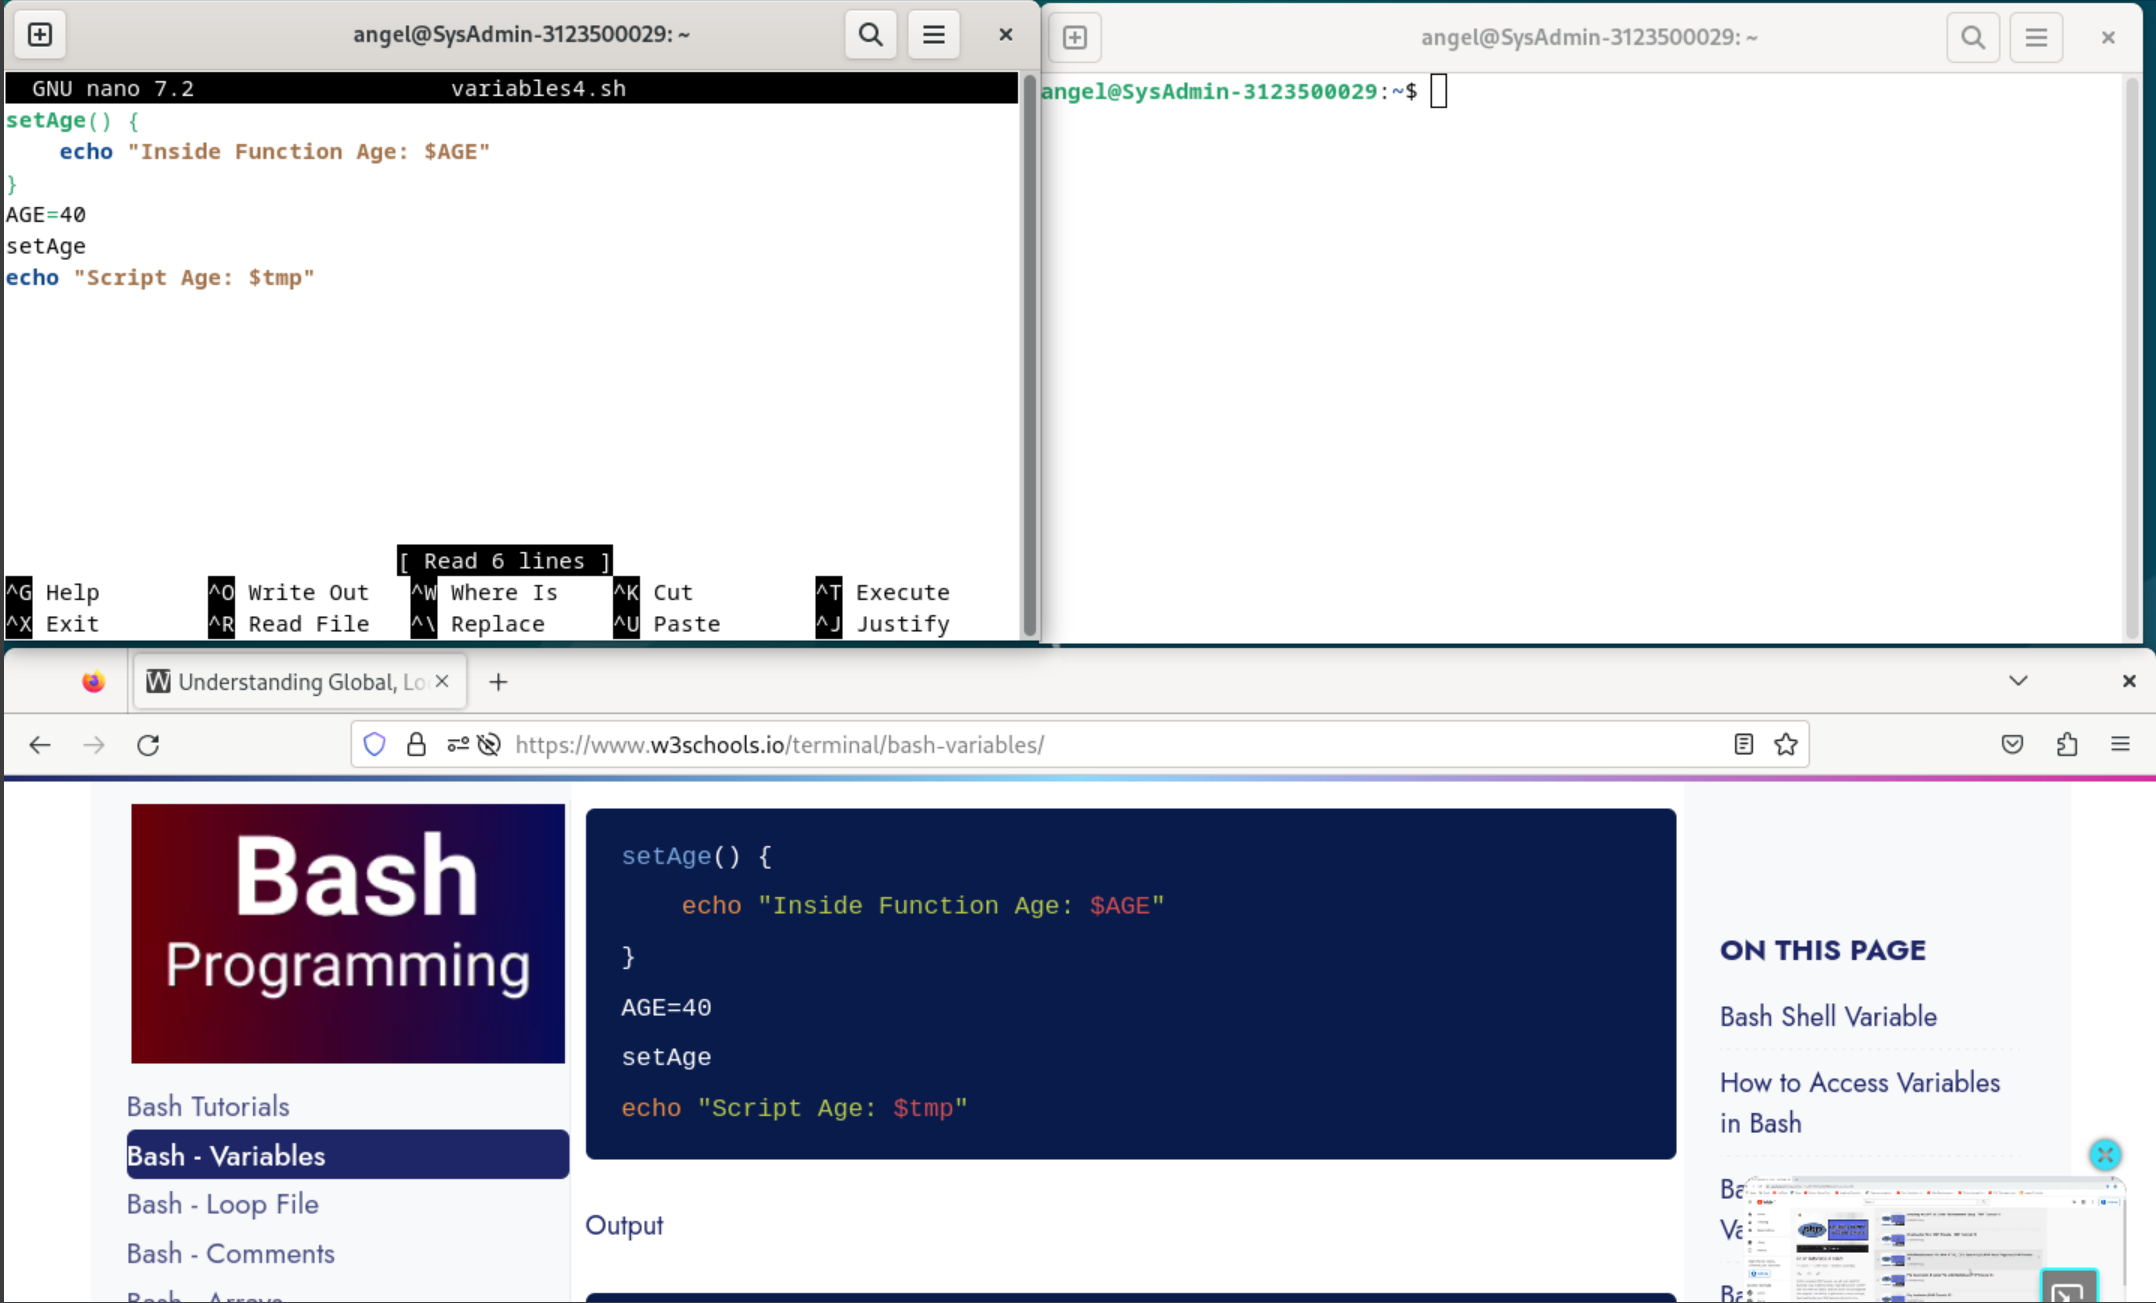 angel@SysAdmin-3123500029: ~
GNU nano 7.2 variables4.sh
setAge() {
    echo "Inside Function Age: $AGE"
}
AGE=40
setAge
echo "Script Age: $tmp"
[ Read 6 lines ]
^G Help ^O Write Out ^W Where Is ^K Cut ^T Execute
^X Exit ^R Read File ^\ Replace ^U Paste ^J Justify
angel@SysAdmin-3123500029: ~
angel@SysAdmin-3123500029:~$
Understanding Global, Lo
https://www.w3schools.io/terminal/bash-variables/
Bash
Programming
Bash Tutorials
Bash - Variables
Bash - Loop File
Bash - Comments
Bash - Arrays
setAge() {
    echo "Inside Function Age: $AGE"
}
AGE=40
setAge
echo "Script Age: $tmp"
Output
ON THIS PAGE
Bash Shell Variable
How to Access Variables
in Bash
Ba
Va
Ba